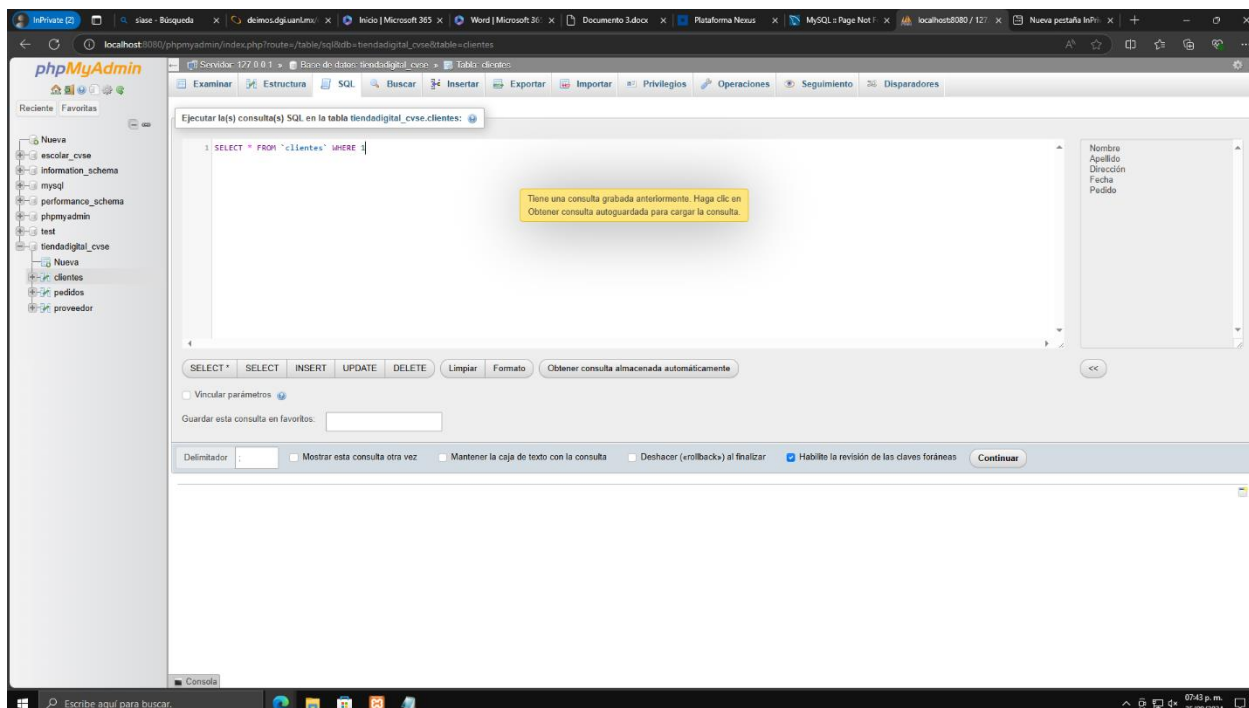 InPrivate (2)
siase - Búsqueda
deimos.dgi.uanl.mx/
Inicio | Microsoft 365
Word | Microsoft 36
Documento 3.docx
Plataforma Nexus
MySQL :: Page Not F
localhost:8080 / 127.
Nueva pestaña InPri
localhost:8080/phpmyadmin/index.php?route=/table/sql&db=tiendadigital_cvse&table=clientes
phpMyAdmin
Reciente Favoritas
Nueva
escolar_cvse
information_schema
mysql
performance_schema
phpmyadmin
test
tiendadigital_cvse
Nueva
clientes
pedidos
proveedor
Servidor: 127.0.0.1 » Base de datos: tiendadigital_cvse » Tabla: clientes
Examinar Estructura SQL Buscar Insertar Exportar Importar Privilegios Operaciones Seguimiento Disparadores
Ejecutar la(s) consulta(s) SQL en la tabla tiendadigital_cvse.clientes:
1 SELECT * FROM `clientes` WHERE 1
Tiene una consulta grabada anteriormente. Haga clic en
Obtener consulta autoguardada para cargar la consulta.
Nombre
Apellido
Dirección
Fecha
Pedido
SELECT * SELECT INSERT UPDATE DELETE Limpiar Formato Obtener consulta almacenada automáticamente <<
Vincular parámetros
Guardar esta consulta en favoritos:
Delimitador ; Mostrar esta consulta otra vez Mantener la caja de texto con la consulta Deshacer («rollback») al finalizar Habilite la revisión de las claves foráneas Continuar
Consola
Escribe aquí para buscar.
07:43 p. m.